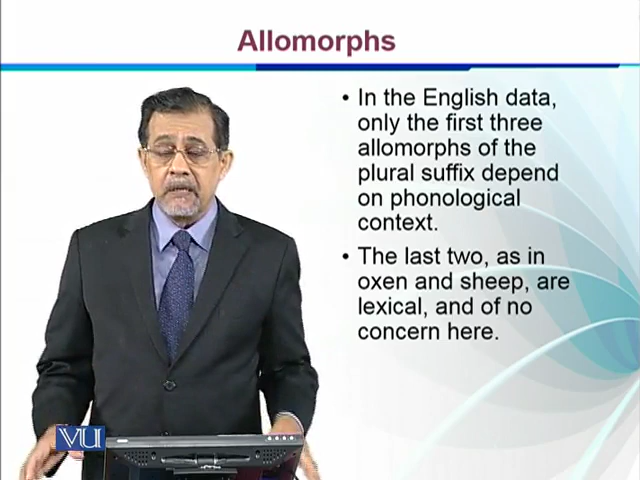 Allomorphs
• In the English data,
only the first three
allomorphs of the
plural suffix depend
on phonological
context.
• The last two, as in
oxen and sheep, are
lexical, and of no
concern here.
VU